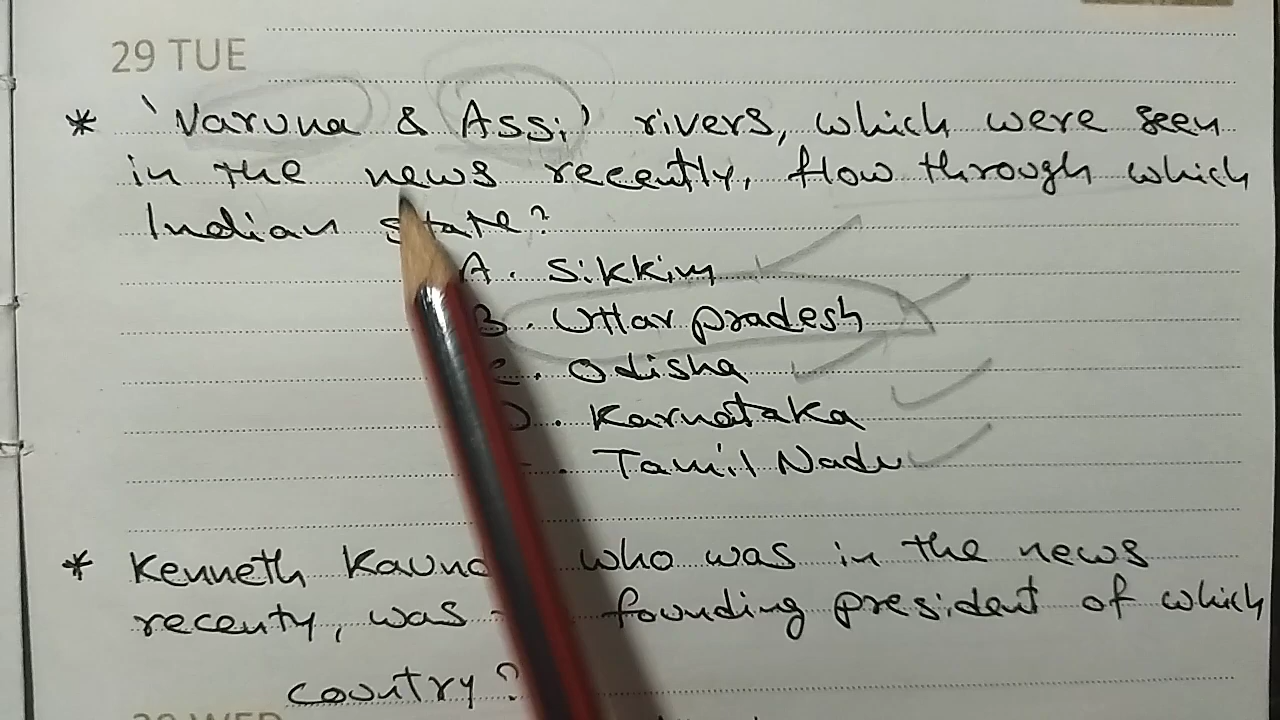 29 TUE
* 'Varuna & Assi' rivers, which were seen
in the news recently, flow through which
Indian state?
A. Sikkim
B. Uttar pradesh
C. Odisha
D. Karnataka
. Tamil Nadu
* Kenneth Kaund who was in the news
recenty, was founding president of which
country?